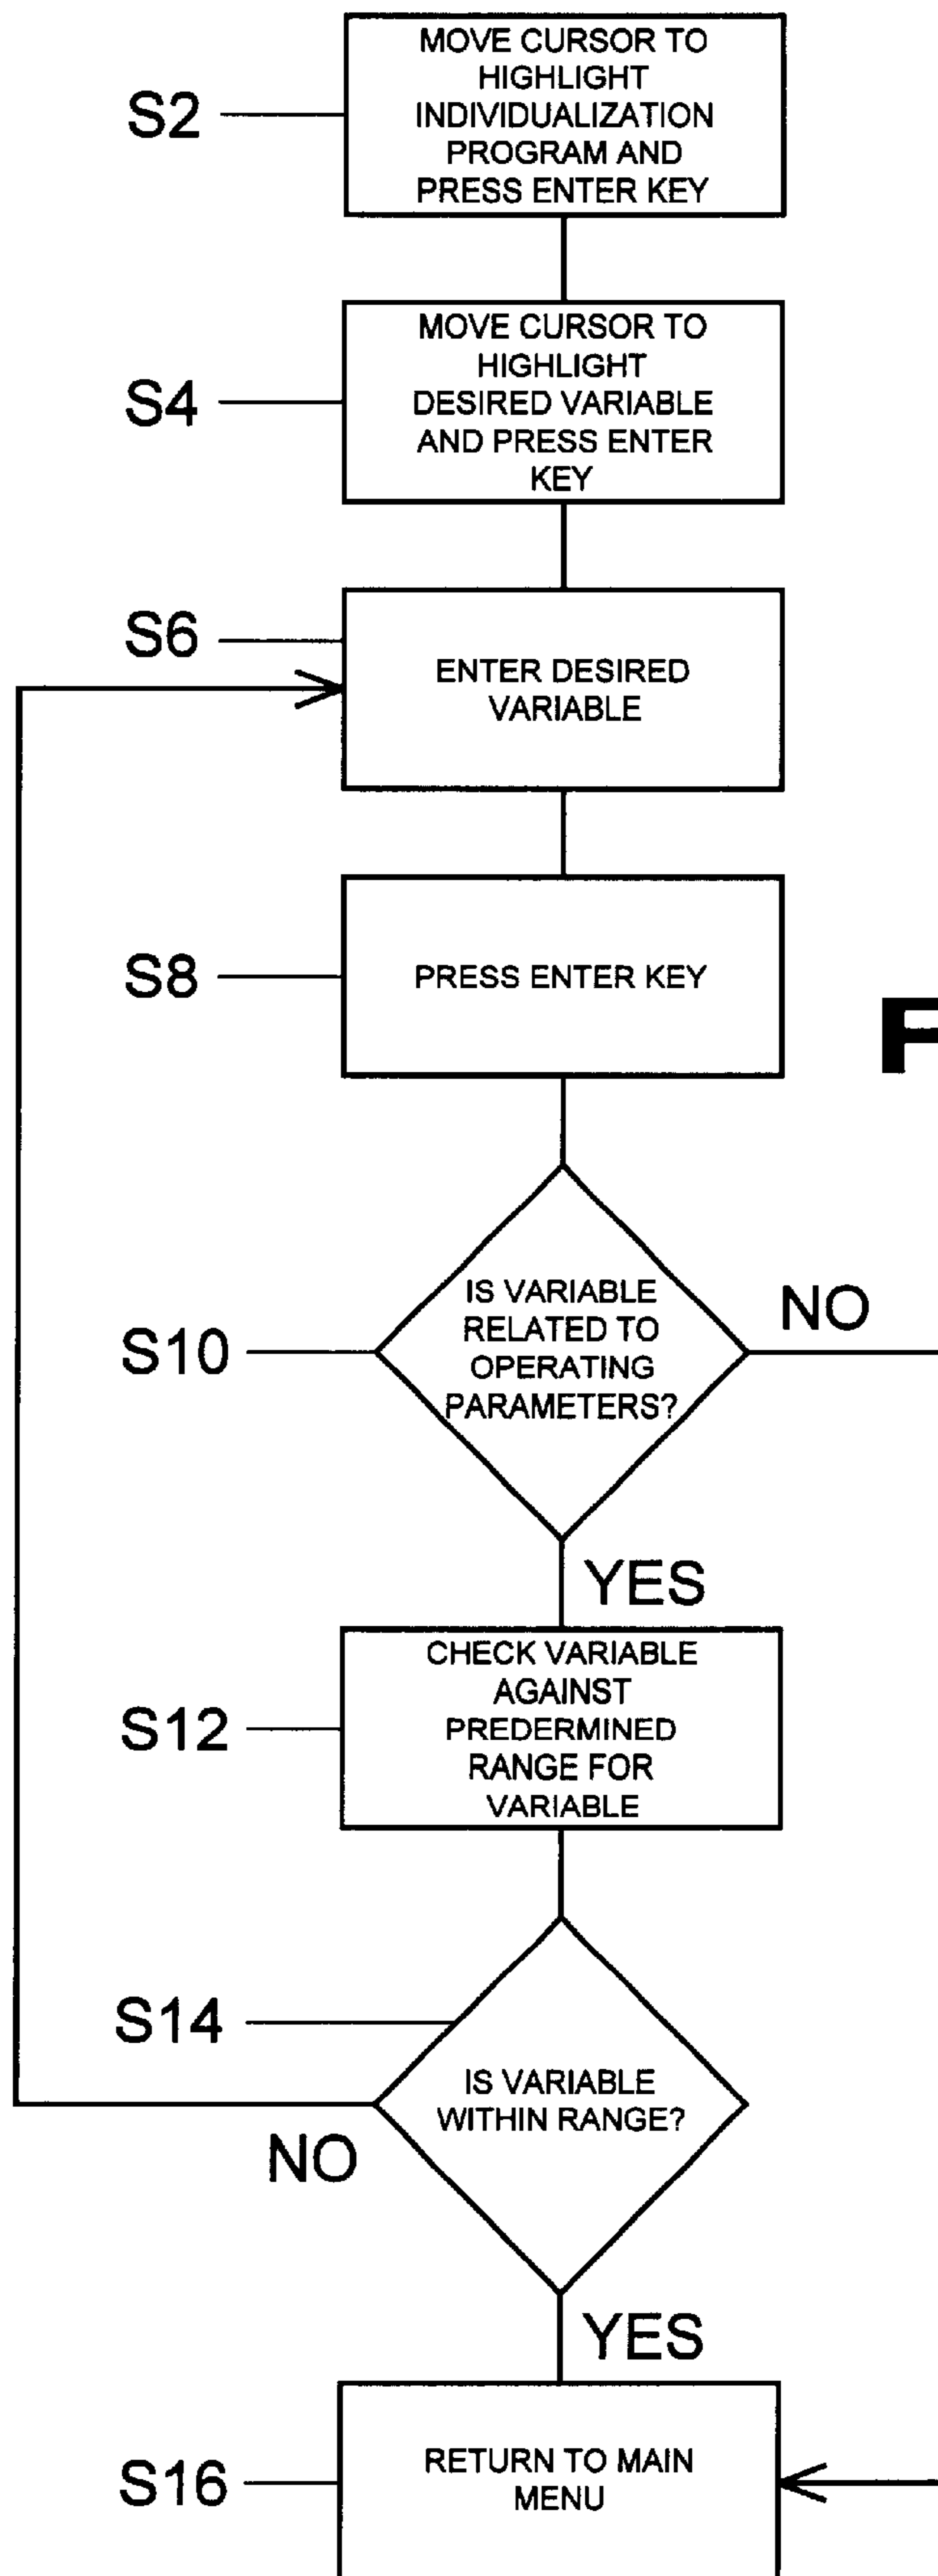 S2
MOVE CURSOR TO
HIGHLIGHT
INDIVIDUALIZATION
PROGRAM AND
PRESS ENTER KEY
S4
MOVE CURSOR TO
HIGHLIGHT
DESIRED VARIABLE
AND PRESS ENTER
KEY
S6
ENTER DESIRED
VARIABLE
S8
PRESS ENTER KEY
F
S10
IS VARIABLE
RELATED TO
OPERATING
PARAMETERS?
NO
YES
S12
CHECK VARIABLE
AGAINST
PREDERMINED
RANGE FOR
VARIABLE
S14
IS VARIABLE
WITHIN RANGE?
NO
YES
S16
RETURN TO MAIN
MENU